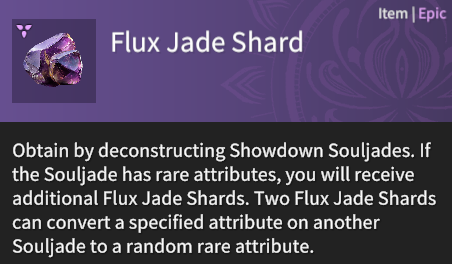 Item | Epic
Flux Jade Shard
Obtain by deconstructing Showdown Souljades. If
the Souljade has rare attributes, you will receive
additional Flux Jade Shards. Two Flux Jade Shards
can convert a specified attribute on another
Souljade to a random rare attribute.